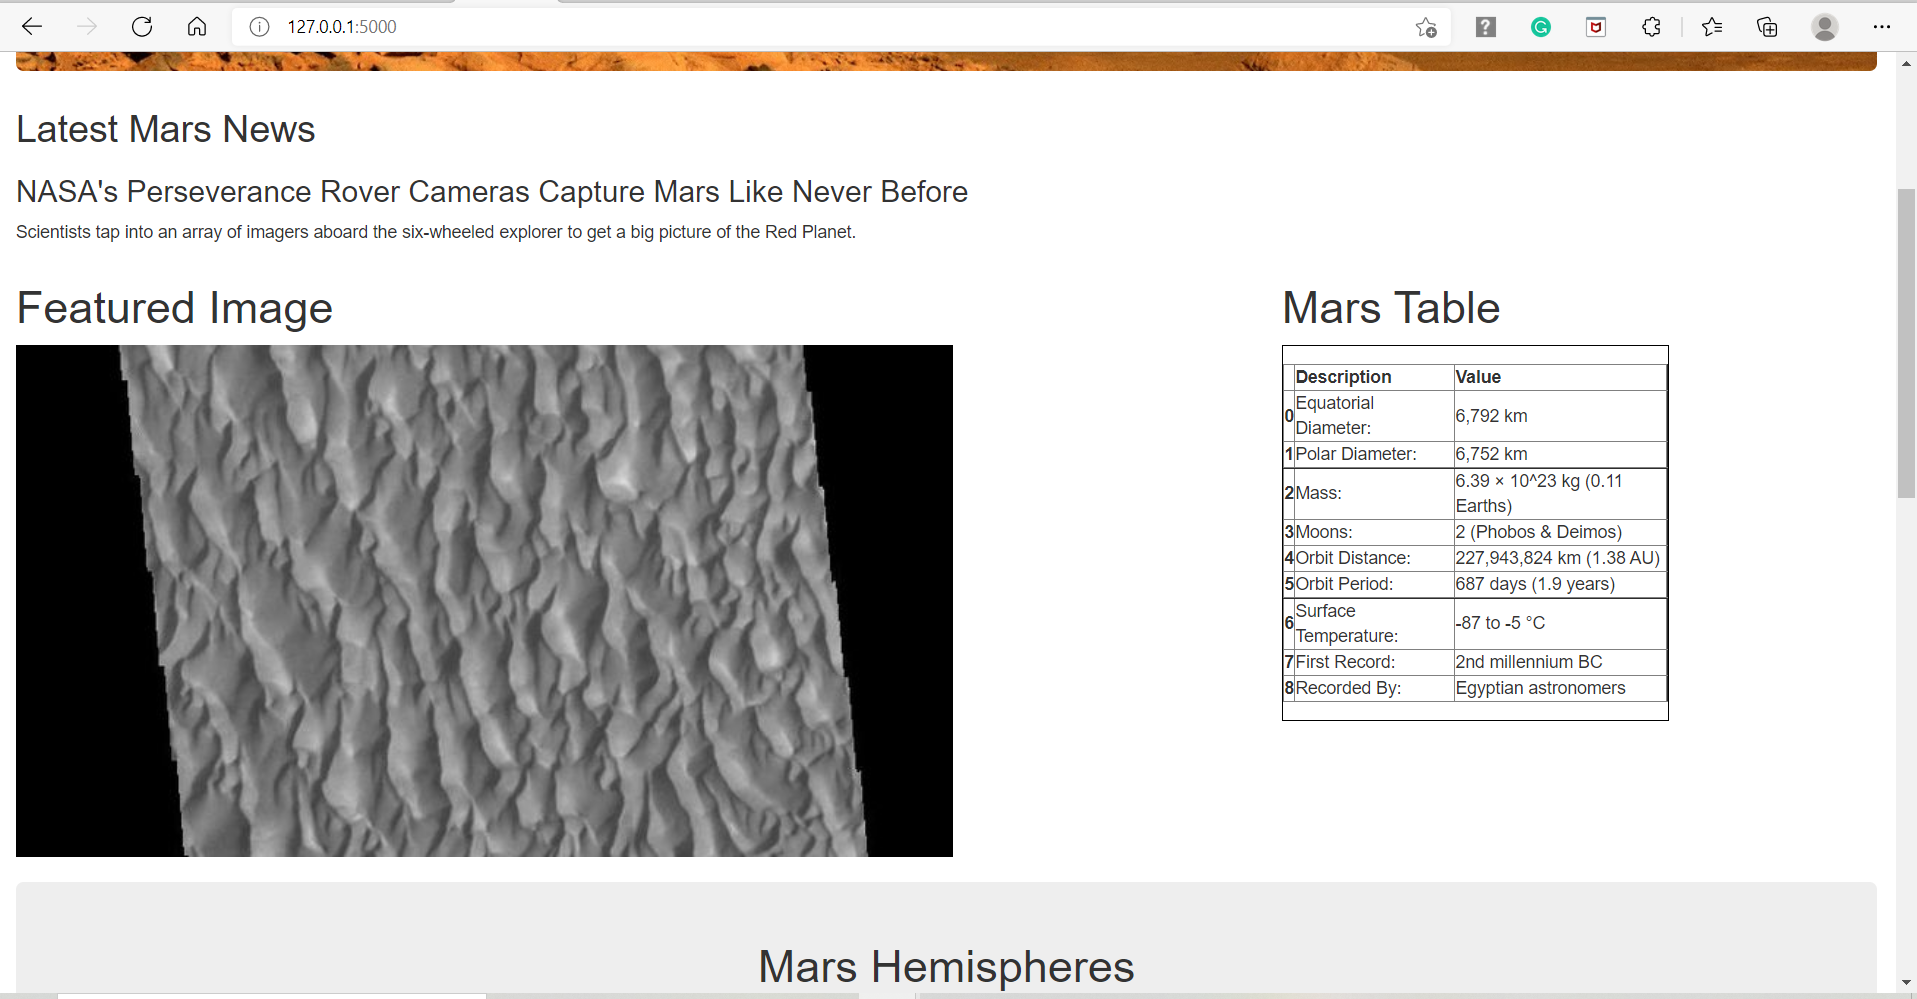 127.0.0.1:5000
Latest Mars News
NASA's Perseverance Rover Cameras Capture Mars Like Never Before
Scientists tap into an array of imagers aboard the six-wheeled explorer to get a big picture of the Red Planet.
Featured Image
Mars Table
Description Value
0 Equatorial
Diameter: 6,792 km
1 Polar Diameter: 6,752 km
2 Mass: 6.39 × 10^23 kg (0.11
Earths)
3 Moons: 2 (Phobos & Deimos)
4 Orbit Distance: 227,943,824 km (1.38 AU)
5 Orbit Period: 687 days (1.9 years)
6 Surface
Temperature: -87 to -5 °C
7 First Record: 2nd millennium BC
8 Recorded By: Egyptian astronomers
Mars Hemispheres